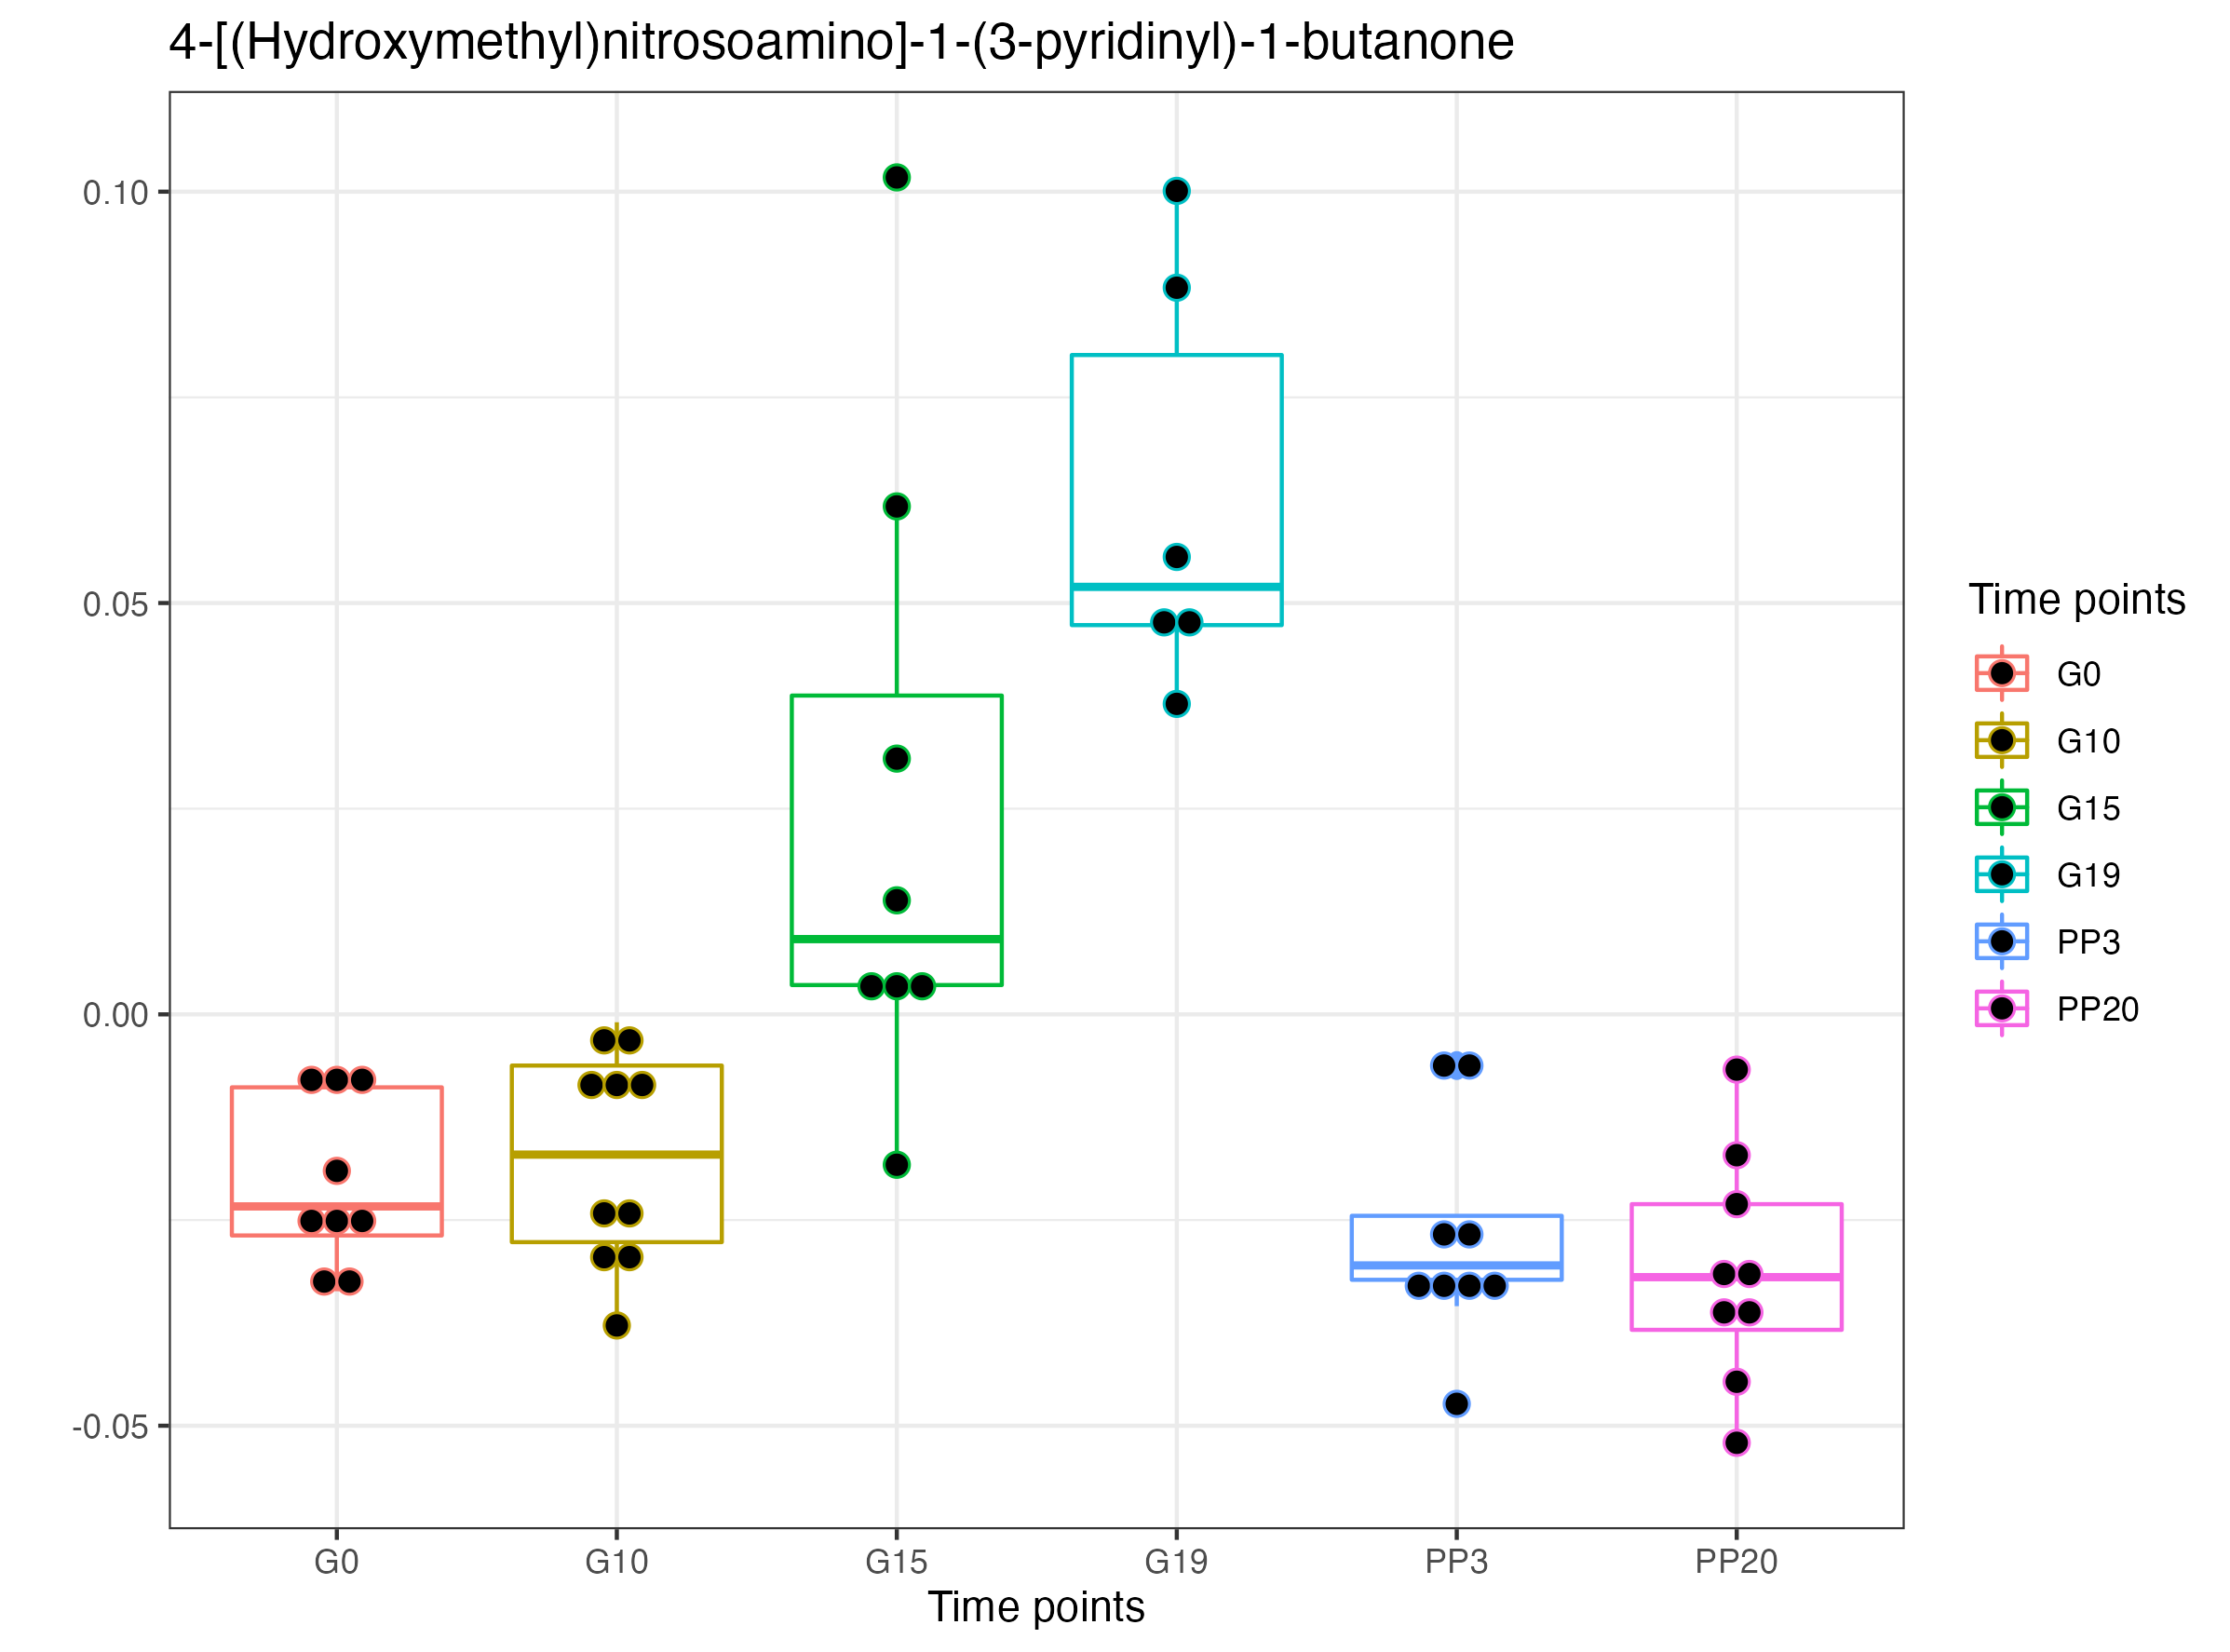 4-[(Hydroxymethyl)nitrosoamino]-1-(3-pyridinyl)-1-butanone
0.10
0.05
0.00
-0.05
G0 G10 G15 G19 PP3 PP20
Time points
Time points
G0
G10
G15
G19
PP3
PP20